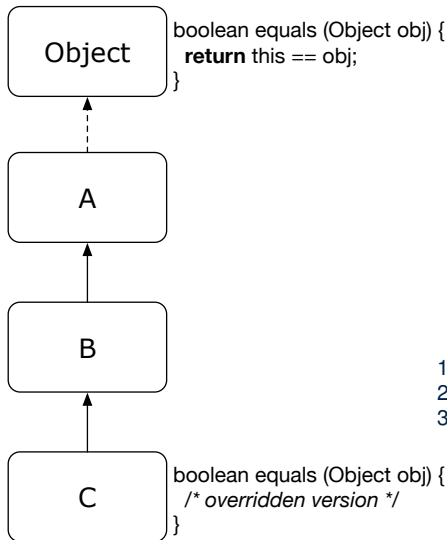 Object
boolean equals (Object obj) {
return this == obj;
}
A
B
1
2
3
C
boolean equals (Object obj) {
/* overridden version */
}